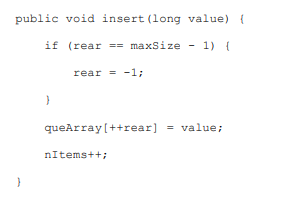 public void insert(long value) {
if (rear == maxSize - 1) {
rear = -1;
}
queArray[++rear] = value;
nItems++;
}